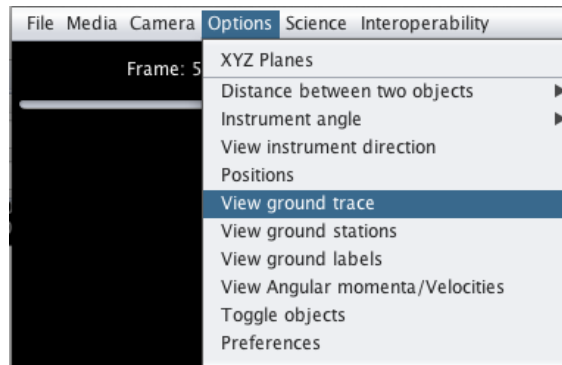 File Media Camera Options Science Interoperability
Frame: 5
XYZ Planes
Distance between two objects
Instrument angle
View instrument direction
Positions
View ground trace
View ground stations
View ground labels
View Angular momenta/Velocities
Toggle objects
Preferences